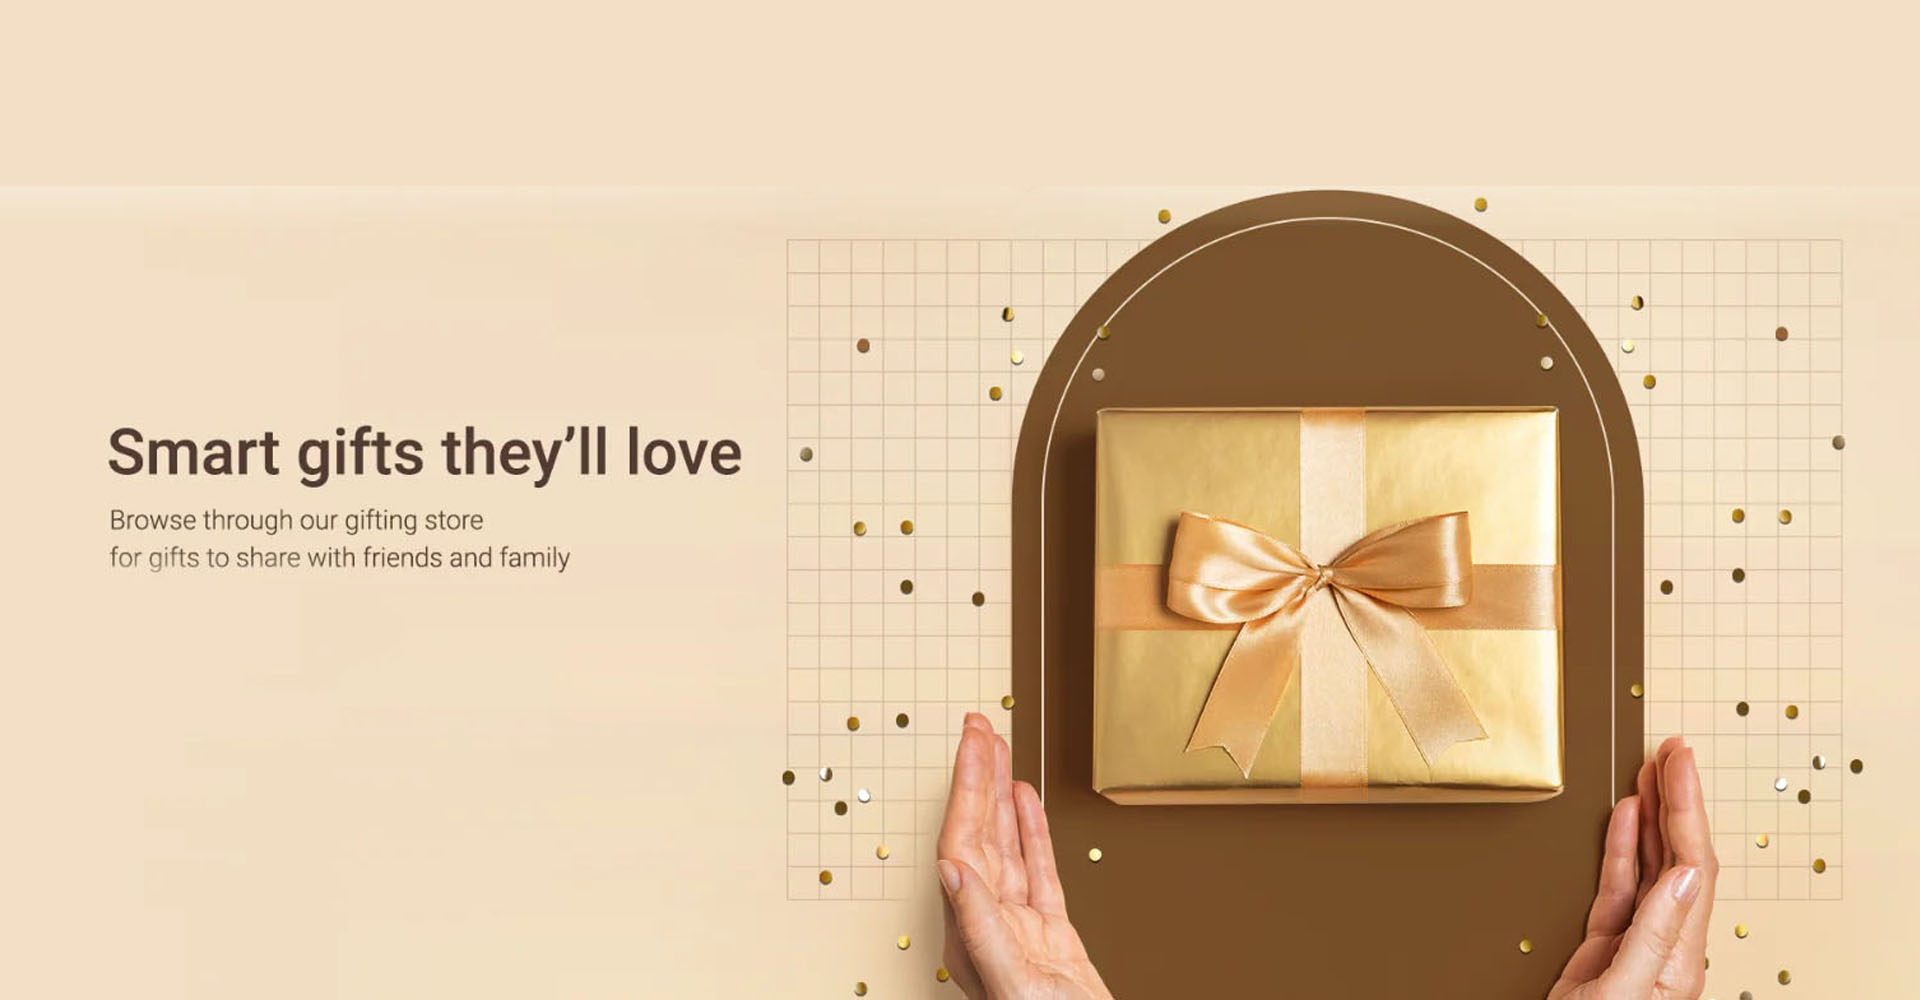 Smart gifts they’ll love
Browse through our gifting store
for gifts to share with friends and family